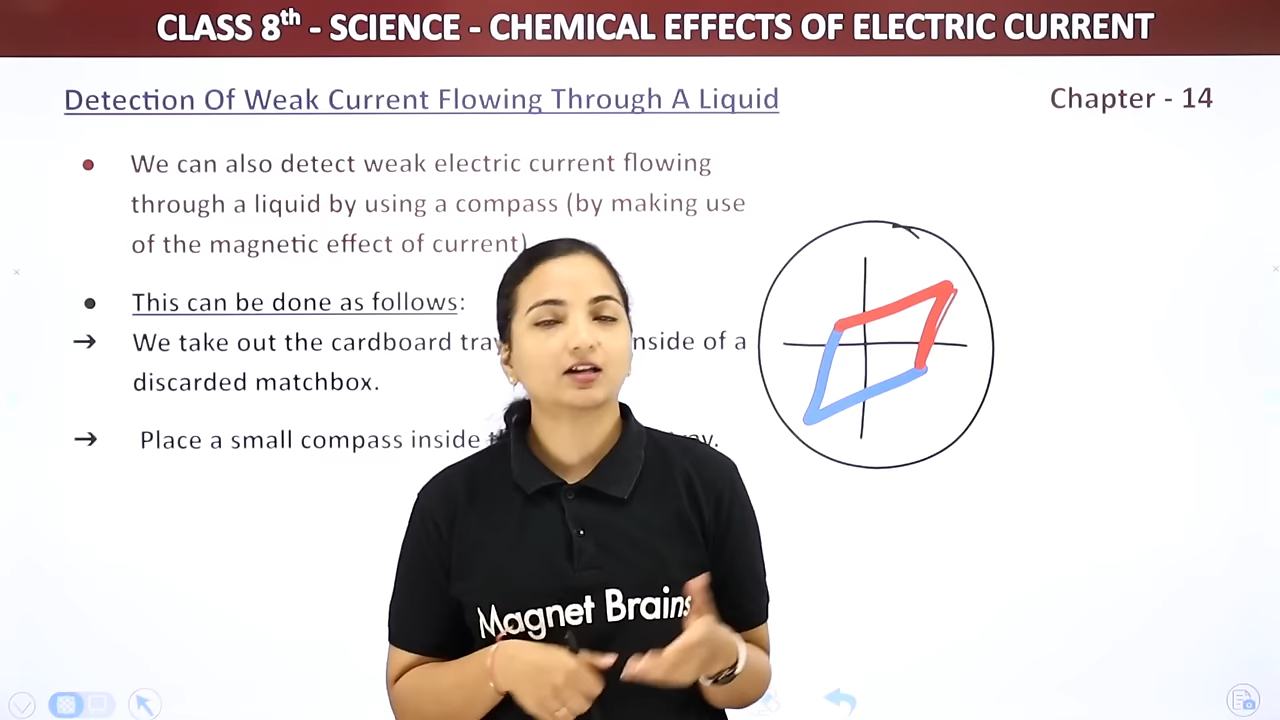 CLASS 8th - SCIENCE - CHEMICAL EFFECTS OF ELECTRIC CURRENT
Detection Of Weak Current Flowing Through A Liquid
Chapter - 14
We can also detect weak electric current flowing
through a liquid by using a compass (by making use
of the magnetic effect of current)
This can be done as follows:
→ We take out the cardboard of a
discarded matchbox.
→ Place a small compass inside
Magnet Brains